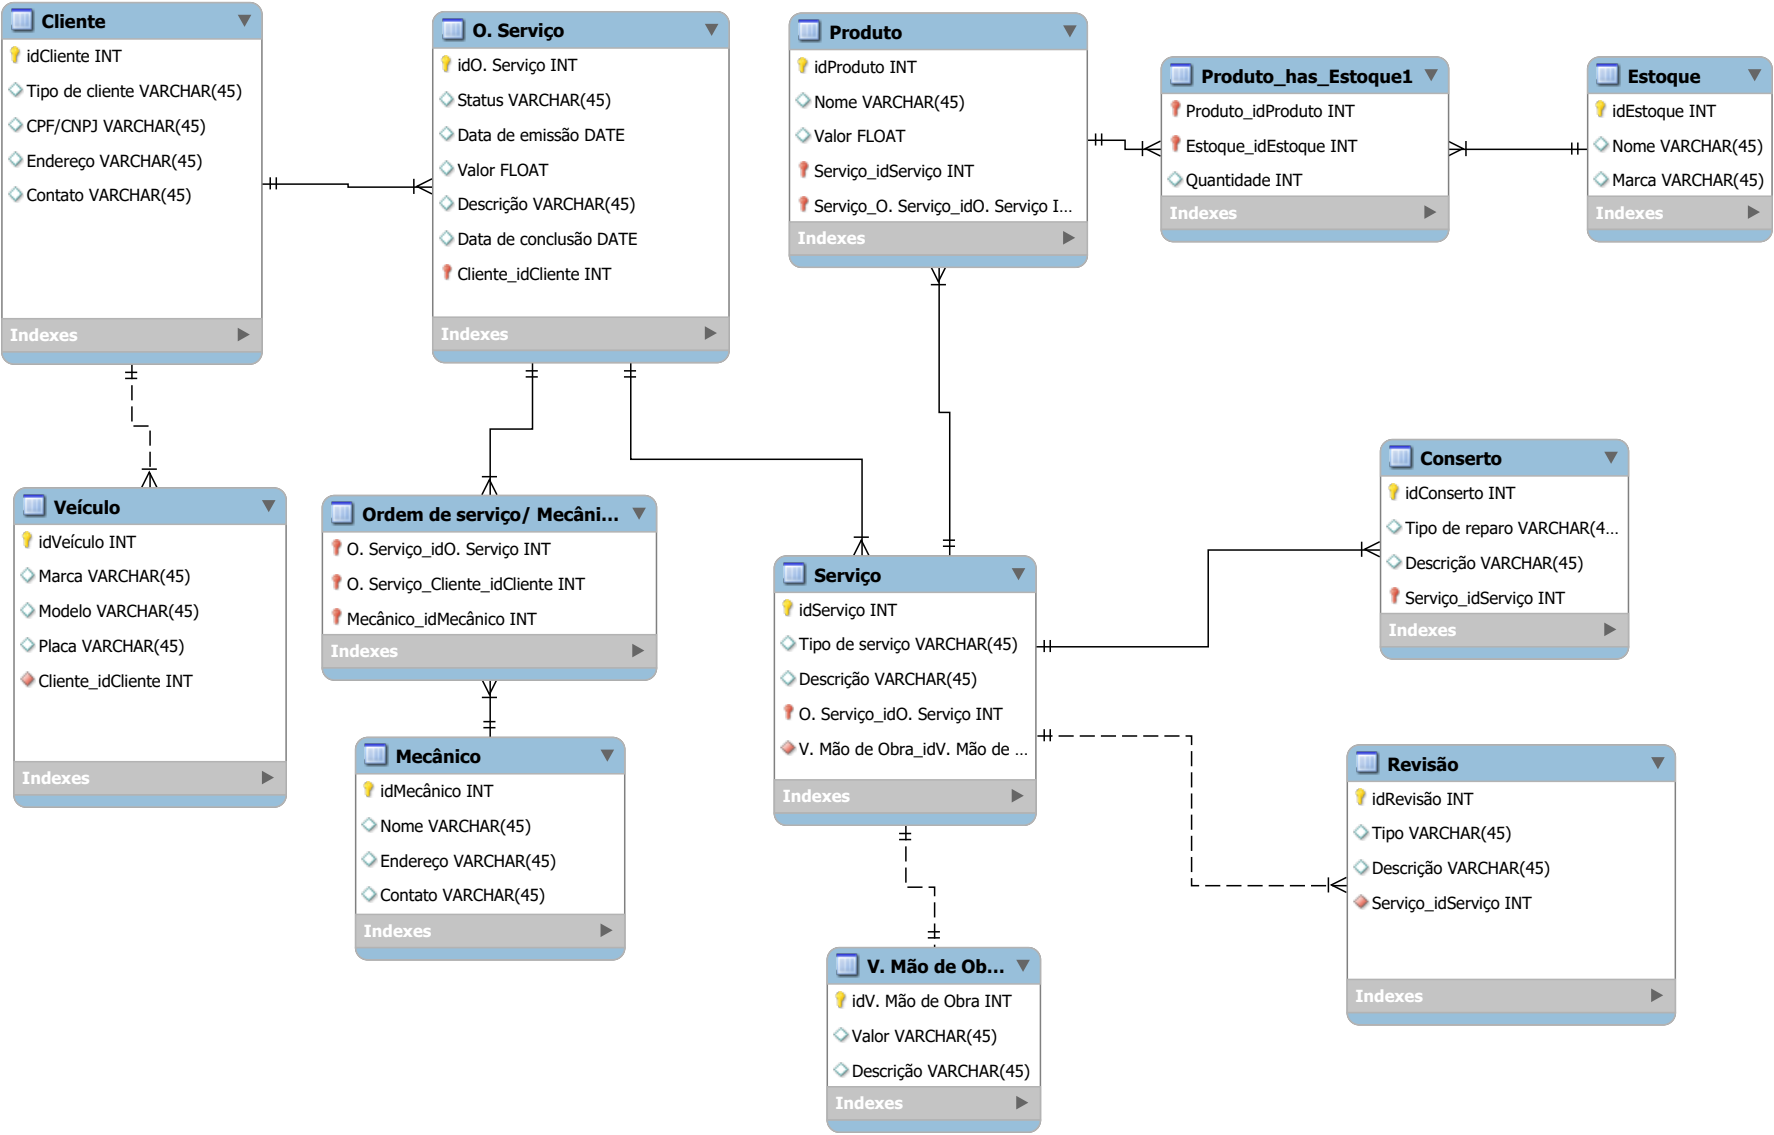 Cliente
idCliente INT
Tipo de cliente VARCHAR(45)
CPF/CNPJ VARCHAR(45)
Endereço VARCHAR(45)
Contato VARCHAR(45)
Indexes
O. Serviço
idO. Serviço INT
Status VARCHAR(45)
Data de emissão DATE
Valor FLOAT
Descrição VARCHAR(45)
Data de conclusão DATE
Cliente_idCliente INT
Indexes
Produto
idProduto INT
Nome VARCHAR(45)
Valor FLOAT
Serviço_idServiço INT
Serviço_O. Serviço_idO. Serviço I...
Indexes
Produto_has_Estoque1
Produto_idProduto INT
Estoque_idEstoque INT
Quantidade INT
Indexes
Estoque
idEstoque INT
Nome VARCHAR(45)
Marca VARCHAR(45)
Indexes
Veículo
idVeículo INT
Marca VARCHAR(45)
Modelo VARCHAR(45)
Placa VARCHAR(45)
Cliente_idCliente INT
Indexes
Ordem de serviço/ Mecâni...
O. Serviço_idO. Serviço INT
O. Serviço_Cliente_idCliente INT
Mecânico_idMecânico INT
Indexes
Mecânico
idMecânico INT
Nome VARCHAR(45)
Endereço VARCHAR(45)
Contato VARCHAR(45)
Indexes
Serviço
idServiço INT
Tipo de serviço VARCHAR(45)
Descrição VARCHAR(45)
O. Serviço_idO. Serviço INT
V. Mão de Obra_idV. Mão de ...
Indexes
Conserto
idConserto INT
Tipo de reparo VARCHAR(4...
Descrição VARCHAR(45)
Serviço_idServiço INT
Indexes
Revisão
idRevisão INT
Tipo VARCHAR(45)
Descrição VARCHAR(45)
Serviço_idServiço INT
Indexes
V. Mão de Ob...
idV. Mão de Obra INT
Valor VARCHAR(45)
Descrição VARCHAR(45)
Indexes